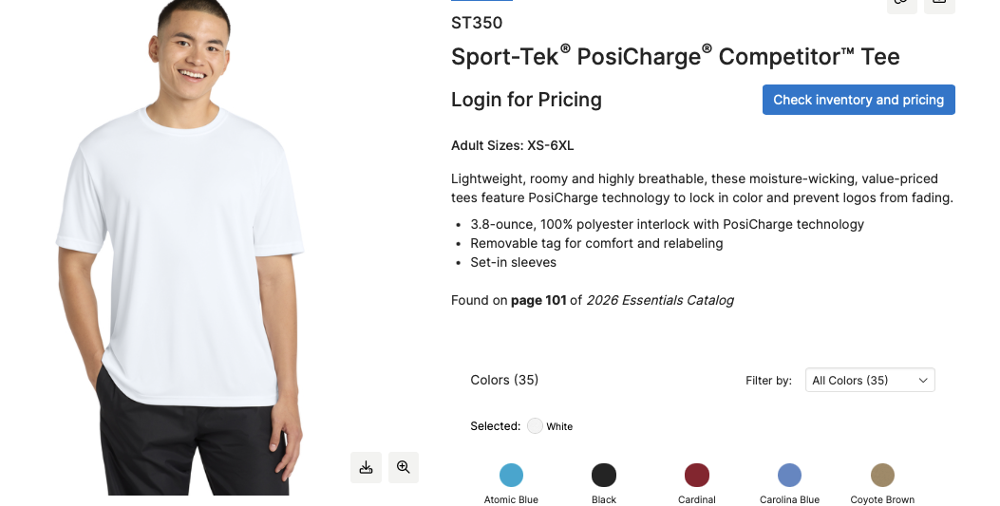 ST350
Sport-Tek® PosiCharge® Competitor™ Tee
Login for Pricing
Check inventory and pricing
Adult Sizes: XS-6XL
Lightweight, roomy and highly breathable, these moisture-wicking, value-priced
tees feature PosiCharge technology to lock in color and prevent logos from fading.
• 3.8-ounce, 100% polyester interlock with PosiCharge technology
• Removable tag for comfort and relabeling
• Set-in sleeves
Found on page 101 of 2026 Essentials Catalog
Colors (35)
Filter by:
All Colors (35)
Selected:
White
Atomic Blue
Black
Cardinal
Carolina Blue
Coyote Brown